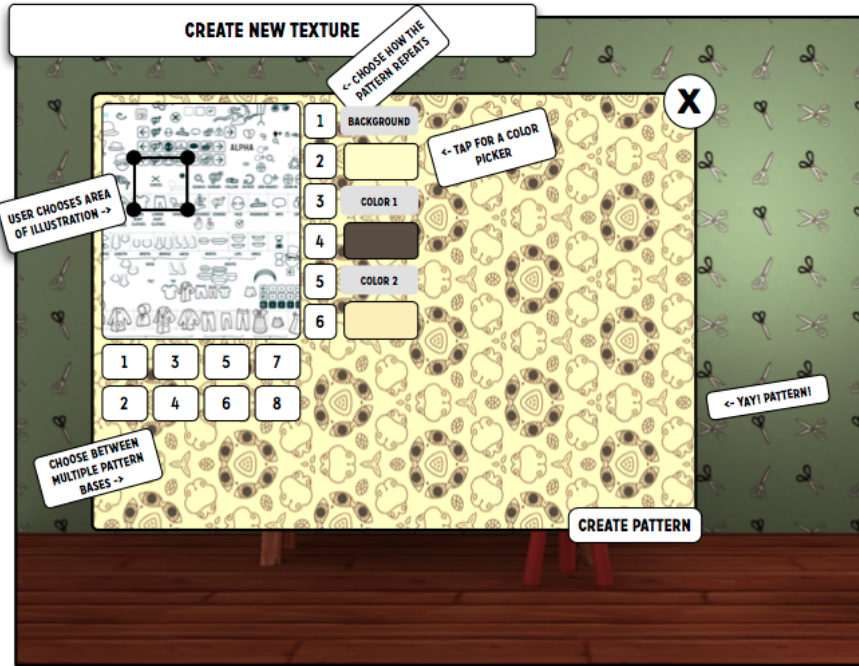 CREATE NEW TEXTURE
<- CHOOSE HOW THE
PATTERN REPEATS
X
1
BACKGROUND
<- TAP FOR A COLOR
PICKER
2
ALPHA
3
COLOR 1
USER CHOOSES AREA
OF ILLUSTRATION ->
4
5
COLOR 2
6
1
3
5
7
2
4
6
8
<- YAY! PATTERN!
CHOOSE BETWEEN
MULTIPLE PATTERN
BASES ->
CREATE PATTERN